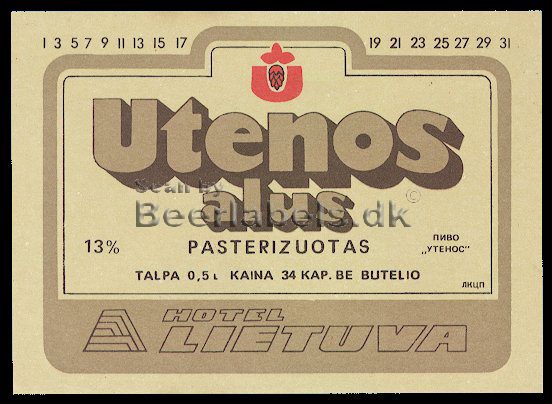 1 3 5 7 9 11 13 15 17 19 21 23 25 27 29 31
Utenos
alus
Scan by
Beerlabels.dk
©
13% PASTERIZUOTAS
ПИВО
„УТЕНОС"
TALPA 0,5 L KAINA 34 KAP. BE BUTELIO
ЛКЦП
HOTEL
LIETUVA